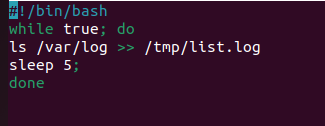 #!/bin/bash
while true; do
ls /var/log >> /tmp/list.log
sleep 5;
done